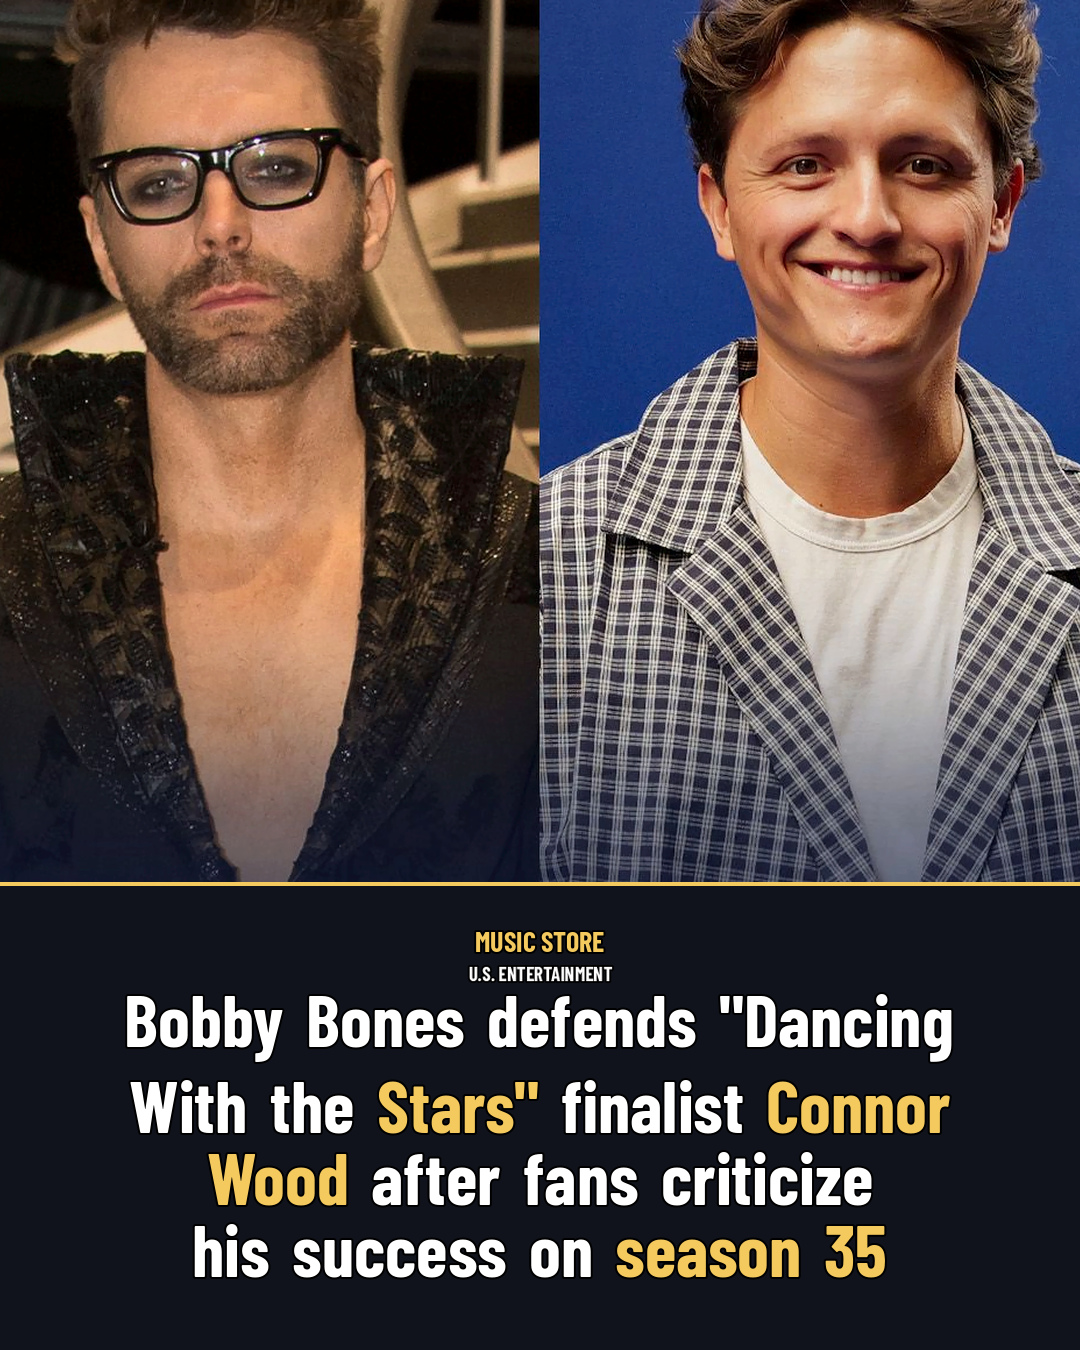 MUSIC STORE
U.S. ENTERTAINMENT
Bobby Bones defends "Dancing
With the Stars" finalist Connor
Wood after fans criticize
his success on season 35